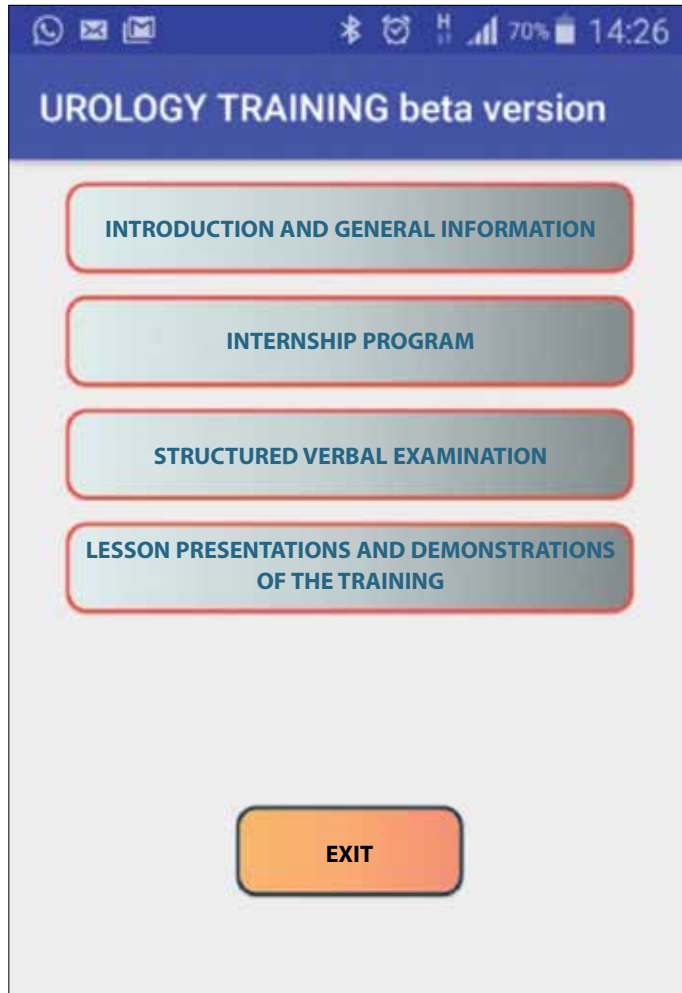 H 70% 14:26
UROLOGY TRAINING beta version
INTRODUCTION AND GENERAL INFORMATION
INTERNSHIP PROGRAM
STRUCTURED VERBAL EXAMINATION
LESSON PRESENTATIONS AND DEMONSTRATIONS
OF THE TRAINING
EXIT